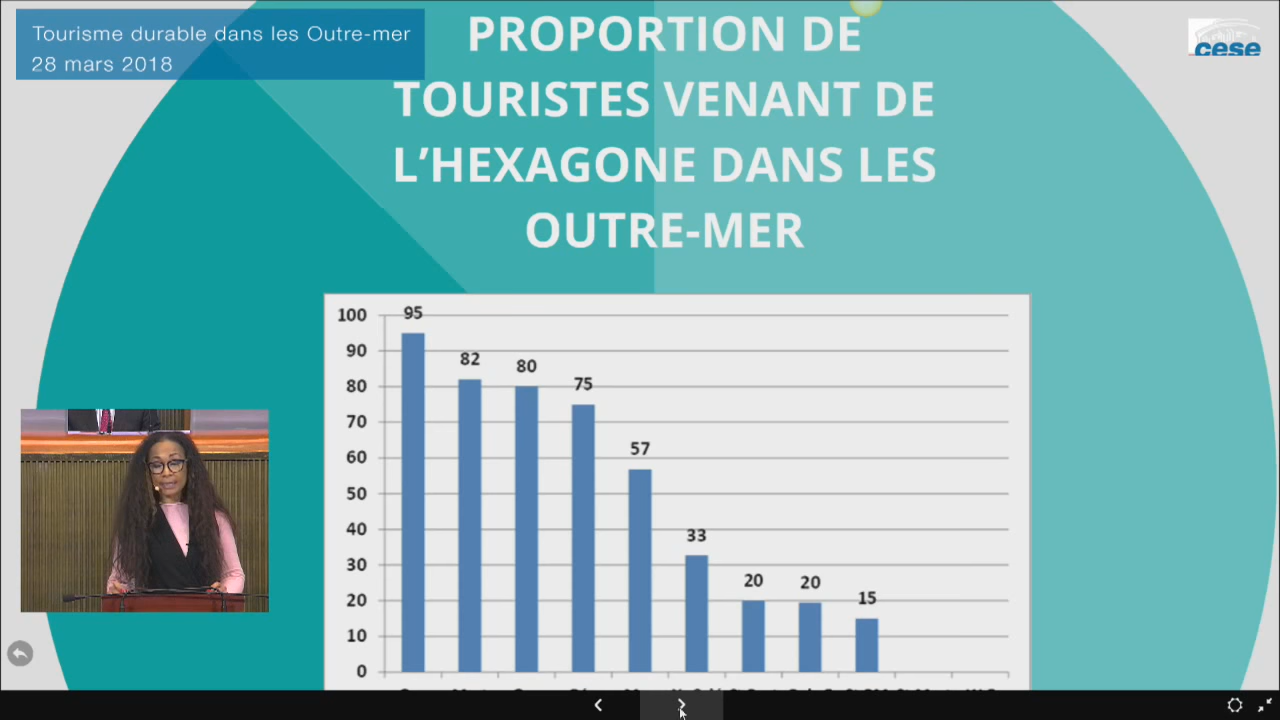 Tourisme durable dans les Outre-mer
28 mars 2018
cese
PROPORTION DE
TOURISTES VENANT DE
L’HEXAGONE DANS LES
OUTRE-MER
100
90
80
70
60
50
40
30
20
10
0
95
82
80
75
57
33
20
20
15